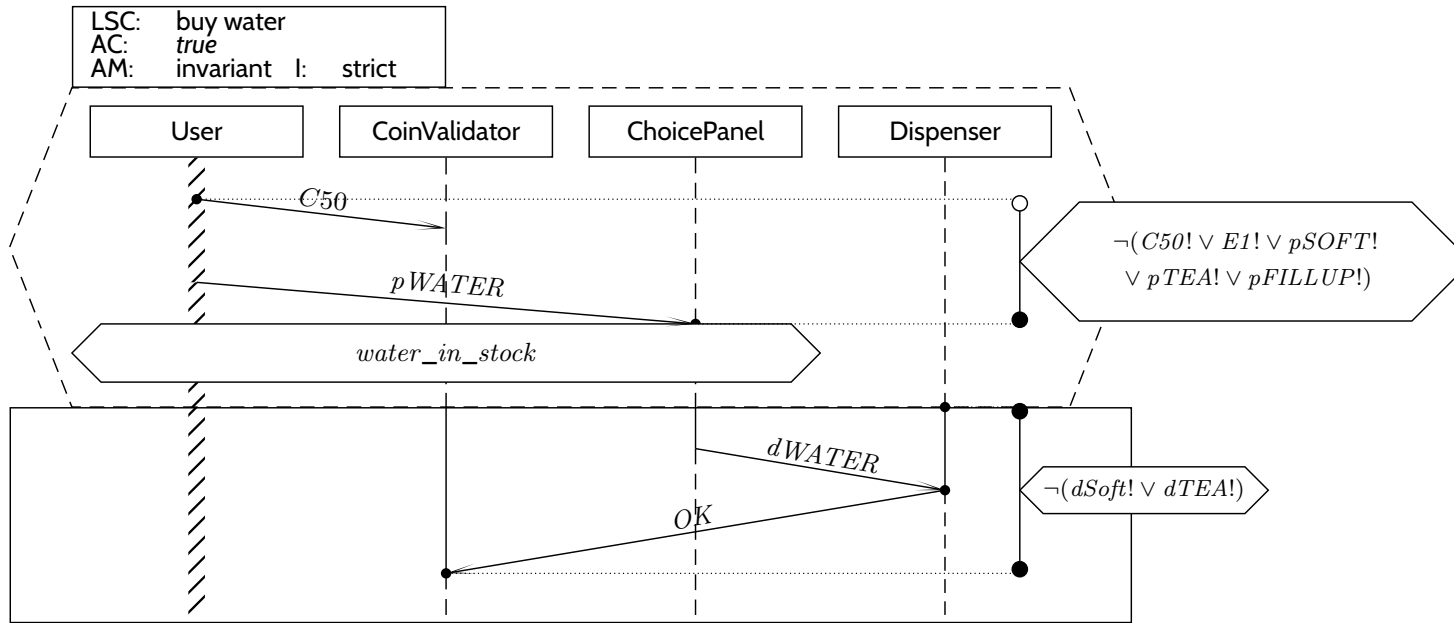 LSC: buy water
AC: true
AM: invariant I: strict
User CoinValidator ChoicePanel Dispenser
C50
¬(C50! ∨ E1! ∨ pSOFT!
∨ pTEA! ∨ pFILLUP!)
pWATER
water_in_stock
dWATER
¬(dSoft! ∨ dTEA!)
OK